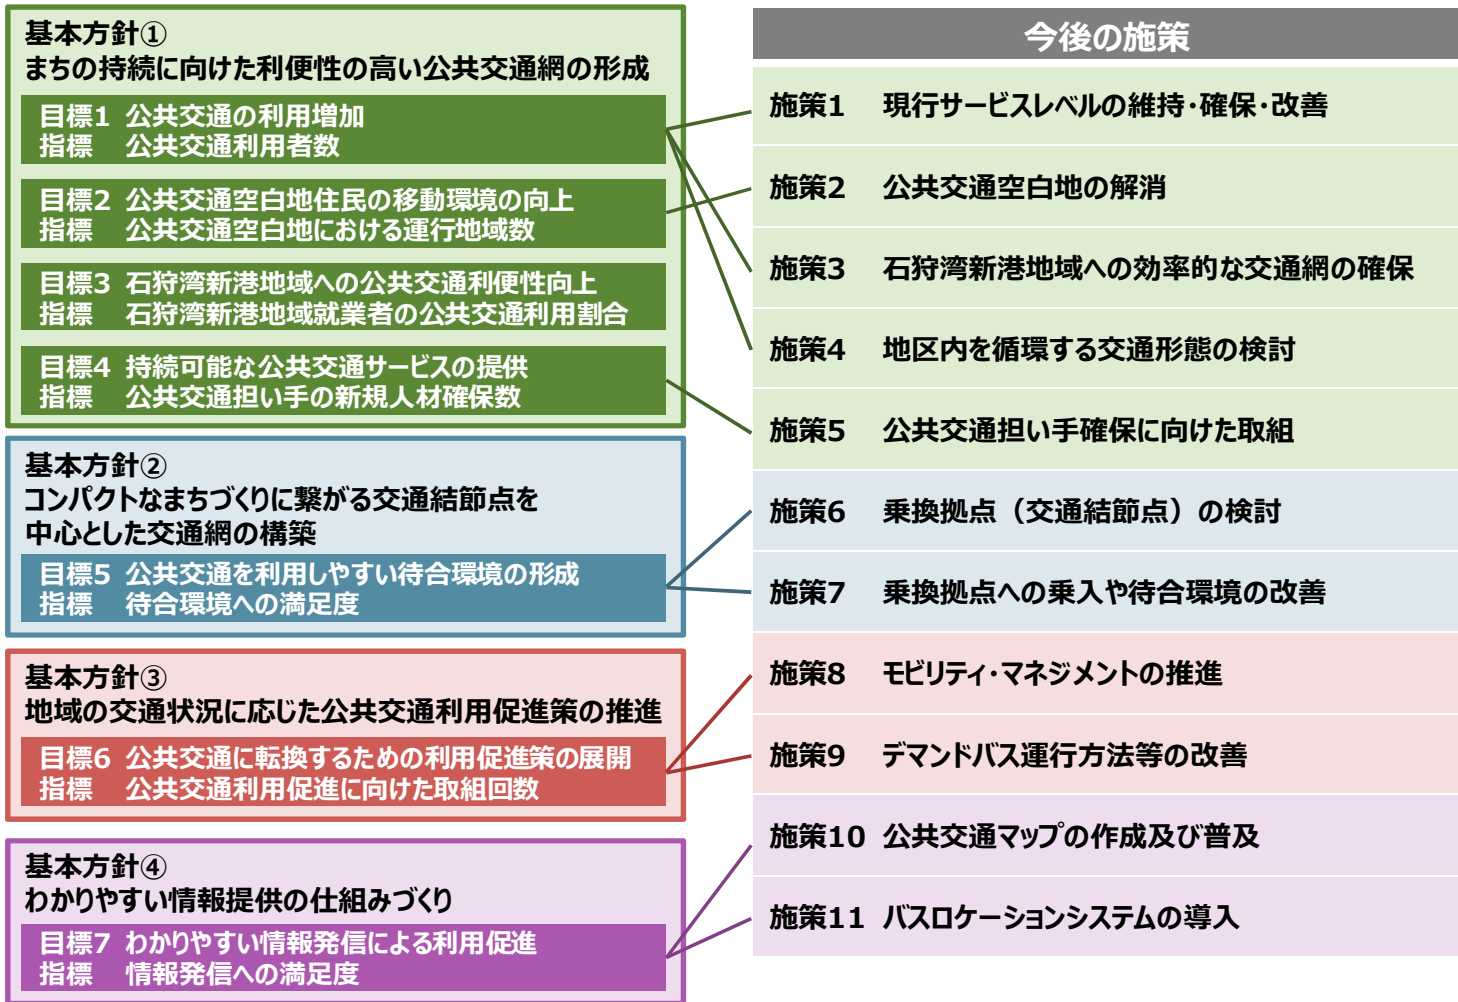 基本方針①
まちの持続に向けた利便性の高い公共交通網の形成
目標1 公共交通の利用増加
指標 公共交通利用者数
目標2 公共交通空白地住民の移動環境の向上
指標 公共交通空白地における運行地域数
目標3 石狩湾新港地域への公共交通利便性向上
指標 石狩湾新港地域就業者の公共交通利用割合
目標4 持続可能な公共交通サービスの提供
指標 公共交通担い手の新規人材確保数
基本方針②
コンパクトなまちづくりに繋がる交通結節点を
中心とした交通網の構築
目標5 公共交通を利用しやすい待合環境の形成
指標 待合環境への満足度
基本方針③
地域の交通状況に応じた公共交通利用促進策の推進
目標6 公共交通に転換するための利用促進策の展開
指標 公共交通利用促進に向けた取組回数
基本方針④
わかりやすい情報提供の仕組みづくり
目標7 わかりやすい情報発信による利用促進
指標 情報発信への満足度
今後の施策
施策1 現行サービスレベルの維持・確保・改善
施策2 公共交通空白地の解消
施策3 石狩湾新港地域への効率的な交通網の確保
施策4 地区内を循環する交通形態の検討
施策5 公共交通担い手確保に向けた取組
施策6 乗換拠点（交通結節点）の検討
施策7 乗換拠点への乗入や待合環境の改善
施策8 モビリティ・マネジメントの推進
施策9 デマンドバス運行方法等の改善
施策10 公共交通マップの作成及び普及
施策11 バスロケーションシステムの導入